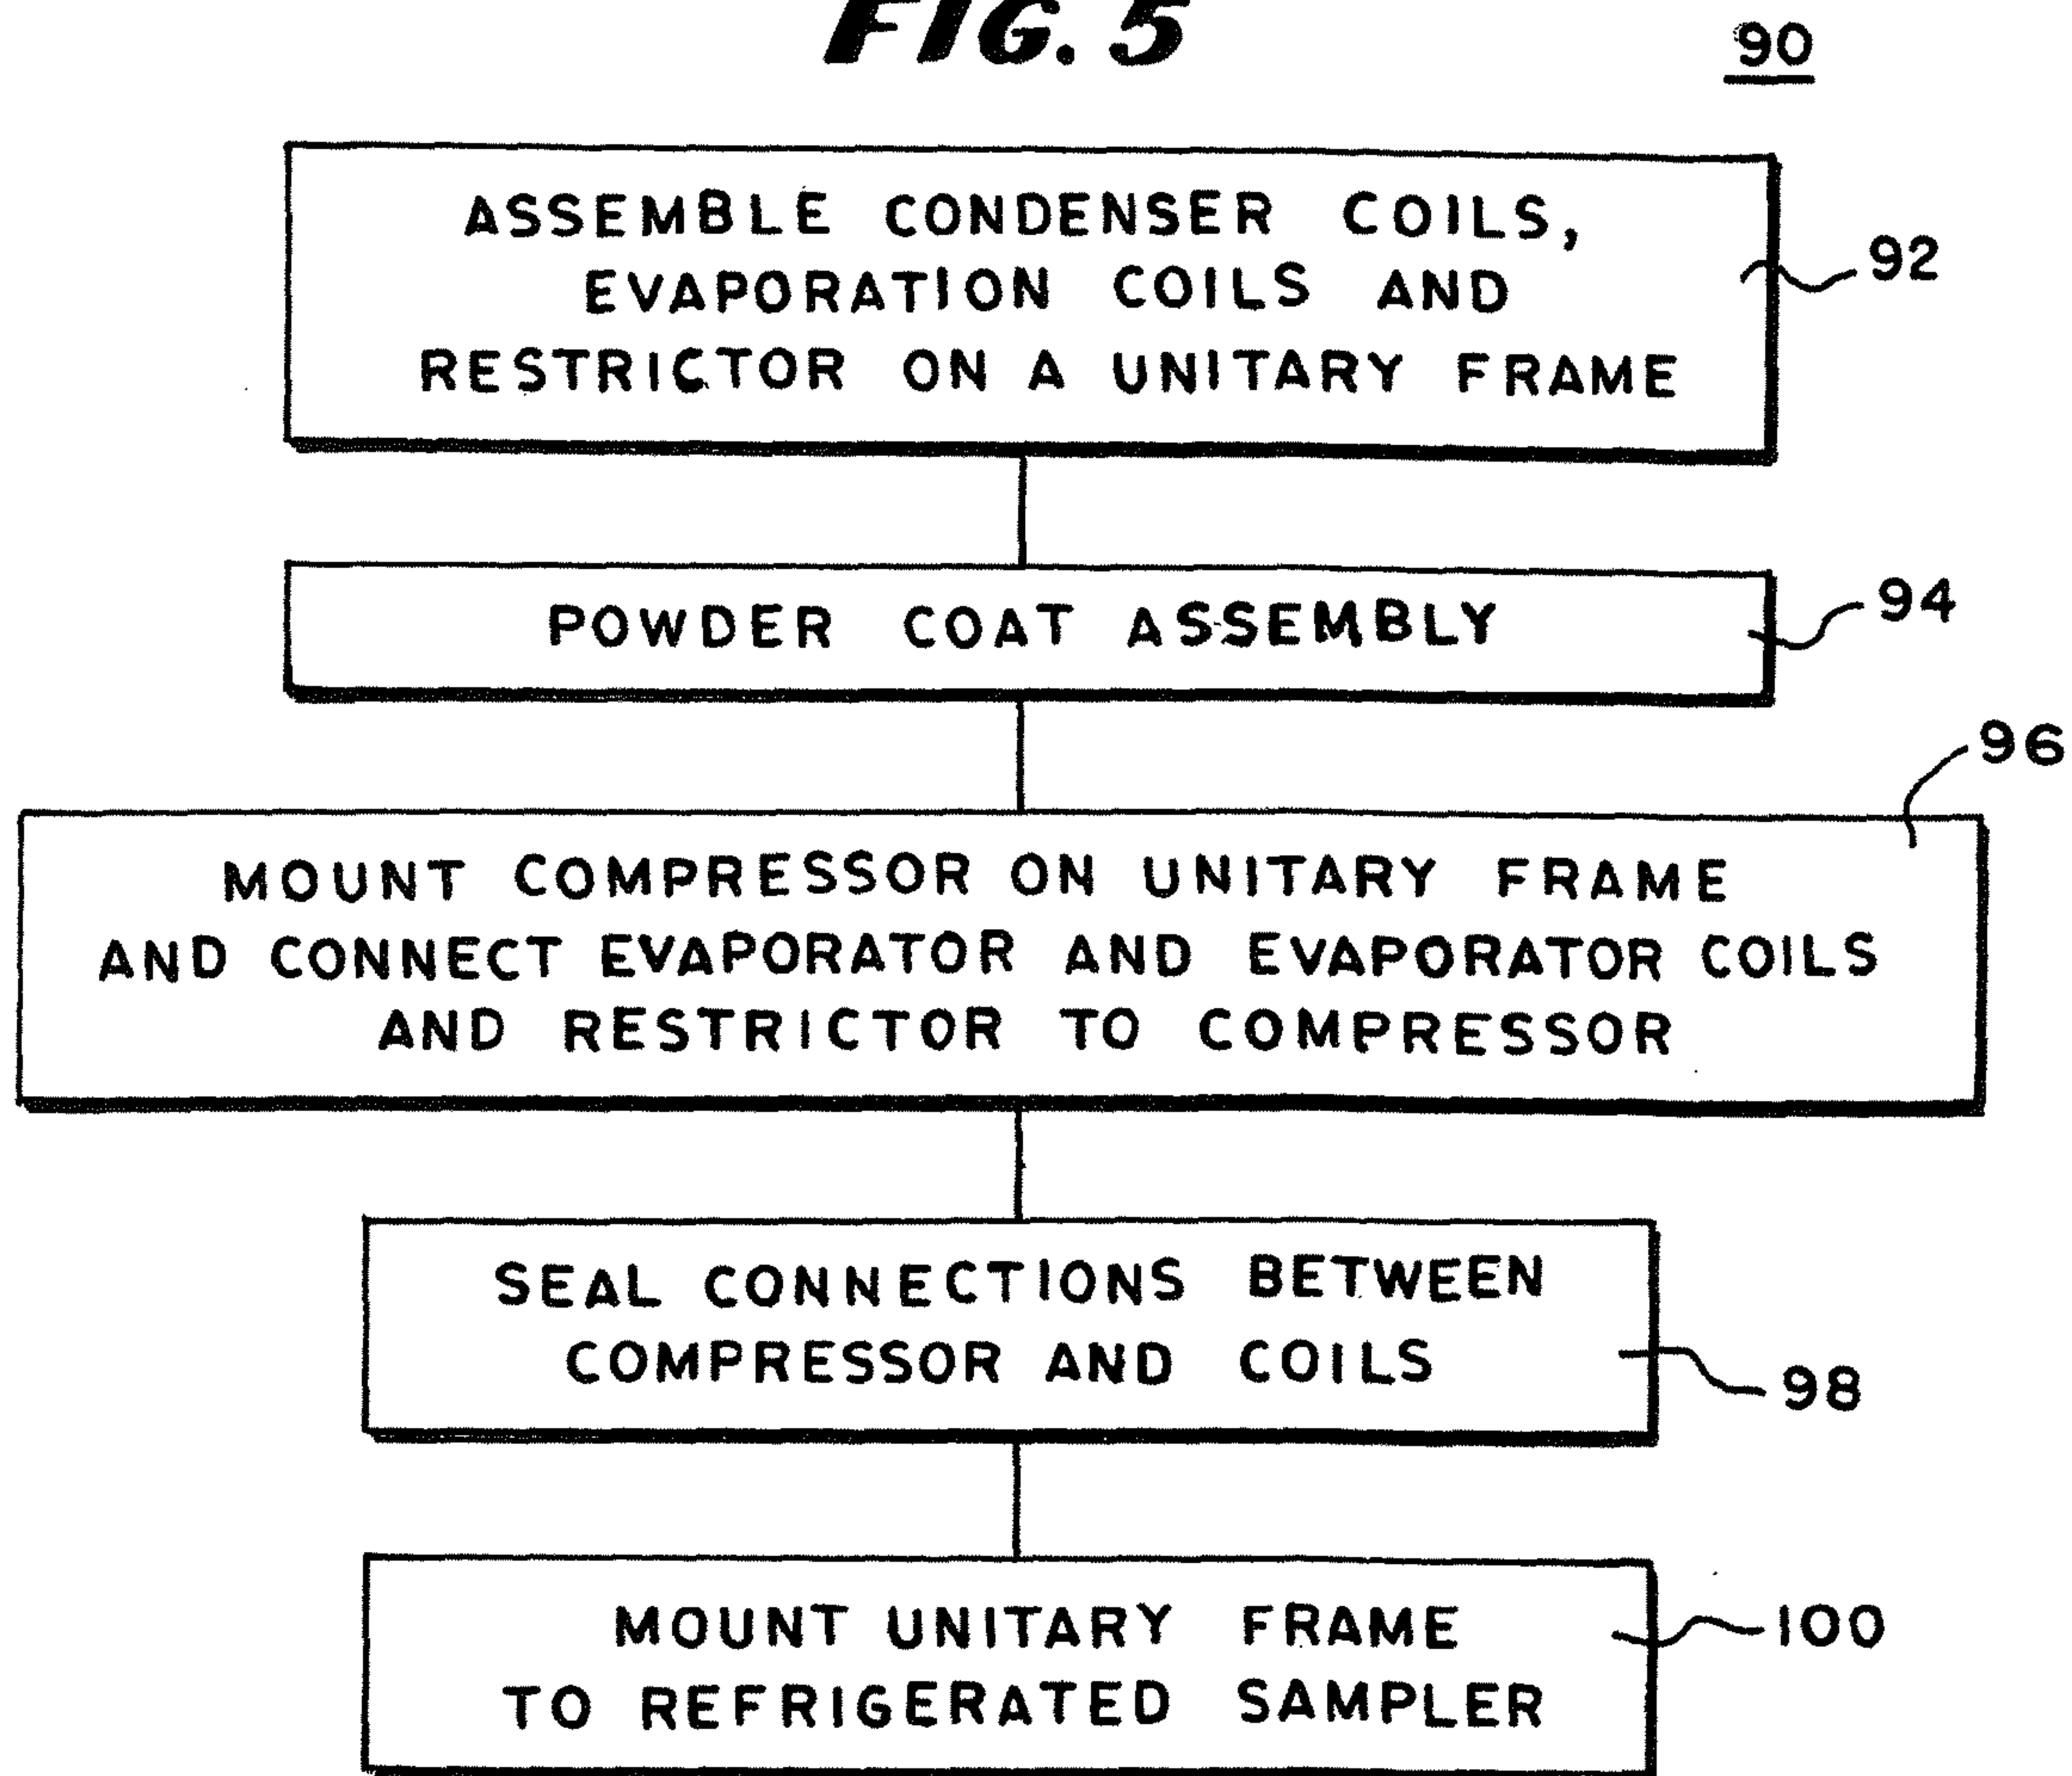 FIG. 5
90
ASSEMBLE CONDENSER COILS,
EVAPORATION COILS AND
RESTRICTOR ON A UNITARY FRAME
92
POWDER COAT ASSEMBLY
94
96
MOUNT COMPRESSOR ON UNITARY FRAME
AND CONNECT EVAPORATOR AND EVAPORATOR COILS
AND RESTRICTOR TO COMPRESSOR
SEAL CONNECTIONS BETWEEN
COMPRESSOR AND COILS
98
MOUNT UNITARY FRAME
TO REFRIGERATED SAMPLER
100